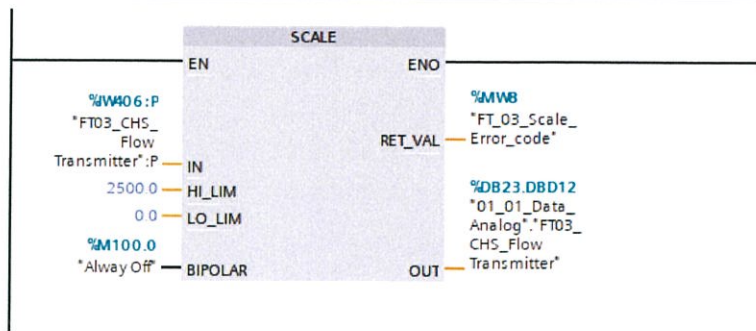 SCALE
EN ENO
%IW406:P
"FT03_CHS_
Flow
Transmitter":P IN
2500.0 HI_LIM
0.0 LO_LIM
%M100.0
"Alway Off" BIPOLAR
%MW8
"FT_03_Scale_
RET_VAL Error_code"
%DB23.DBD12
"01_01_Data_
Analog"."FT03_
CHS_Flow
OUT Transmitter"